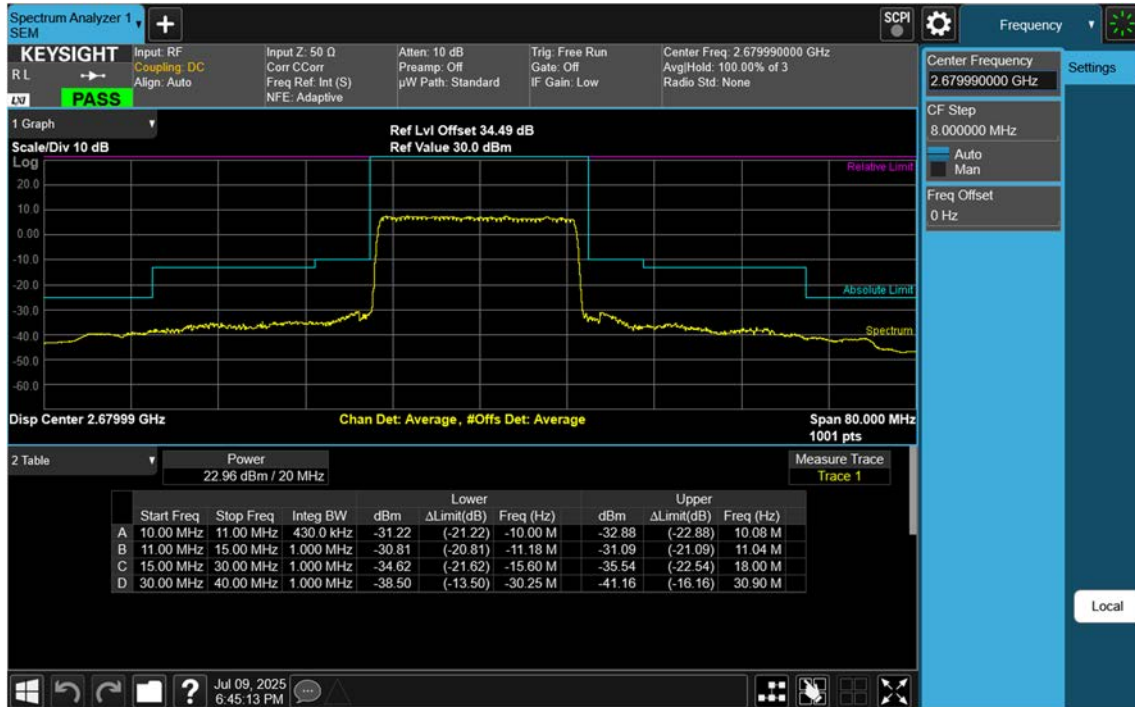 Spectrum Analyzer 1
SEM
+
SCPI
Frequency
KEYSIGHT
R L
LXI
PASS
Input: RF
Coupling: DC
Align: Auto
Input Z: 50 Ω
Corr CCorr
Freq Ref: Int (S)
NFE: Adaptive
Atten: 10 dB
Preamp: Off
µW Path: Standard
Trig: Free Run
Gate: Off
IF Gain: Low
Center Freq: 2.679990000 GHz
Avg|Hold: 100.00% of 3
Radio Std: None
Center Frequency
2.679990000 GHz
Settings
CF Step
8.000000 MHz
Auto
Man
Freq Offset
0 Hz
1 Graph
Scale/Div 10 dB
Ref Lvl Offset 34.49 dB
Ref Value 30.0 dBm
Log
20.0
10.0
0.00
-10.0
-20.0
-30.0
-40.0
-50.0
-60.0
Relative Limit
Absolute Limit
Spectrum
Disp Center 2.67999 GHz
Chan Det: Average, #Offs Det: Average
Span 80.000 MHz
1001 pts
2 Table
Power
22.96 dBm / 20 MHz
Measure Trace
Trace 1
Lower Upper
Start Freq Stop Freq Integ BW dBm ΔLimit(dB) Freq (Hz) dBm ΔLimit(dB) Freq (Hz)
A 10.00 MHz 11.00 MHz 430.0 kHz -31.22 (-21.22) -10.00 M -32.88 (-22.88) 10.08 M
B 11.00 MHz 15.00 MHz 1.000 MHz -30.81 (-20.81) -11.18 M -31.09 (-21.09) 11.04 M
C 15.00 MHz 30.00 MHz 1.000 MHz -34.62 (-21.62) -15.60 M -35.54 (-22.54) 18.00 M
D 30.00 MHz 40.00 MHz 1.000 MHz -38.50 (-13.50) -30.25 M -41.16 (-16.16) 30.90 M
Local
?
Jul 09, 2025
6:45:13 PM